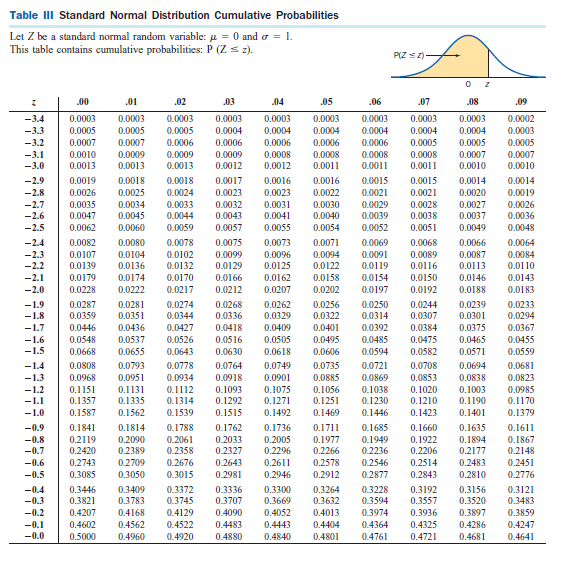 Table III Standard Normal Distribution Cumulative Probabilities
Let Z be a standard normal random variable: μ = 0 and σ = 1.
This table contains cumulative probabilities: P (Z ≤ z).
P(Z ≤ z)
0 z
z .00 .01 .02 .03 .04 .05 .06 .07 .08 .09
−3.4 0.0003 0.0003 0.0003 0.0003 0.0003 0.0003 0.0003 0.0003 0.0003 0.0002
−3.3 0.0005 0.0005 0.0005 0.0004 0.0004 0.0004 0.0004 0.0004 0.0004 0.0003
−3.2 0.0007 0.0007 0.0006 0.0006 0.0006 0.0006 0.0006 0.0005 0.0005 0.0005
−3.1 0.0010 0.0009 0.0009 0.0009 0.0008 0.0008 0.0008 0.0008 0.0007 0.0007
−3.0 0.0013 0.0013 0.0013 0.0012 0.0012 0.0011 0.0011 0.0011 0.0010 0.0010
−2.9 0.0019 0.0018 0.0018 0.0017 0.0016 0.0016 0.0015 0.0015 0.0014 0.0014
−2.8 0.0026 0.0025 0.0024 0.0023 0.0023 0.0022 0.0021 0.0021 0.0020 0.0019
−2.7 0.0035 0.0034 0.0033 0.0032 0.0031 0.0030 0.0029 0.0028 0.0027 0.0026
−2.6 0.0047 0.0045 0.0044 0.0043 0.0041 0.0040 0.0039 0.0038 0.0037 0.0036
−2.5 0.0062 0.0060 0.0059 0.0057 0.0055 0.0054 0.0052 0.0051 0.0049 0.0048
−2.4 0.0082 0.0080 0.0078 0.0075 0.0073 0.0071 0.0069 0.0068 0.0066 0.0064
−2.3 0.0107 0.0104 0.0102 0.0099 0.0096 0.0094 0.0091 0.0089 0.0087 0.0084
−2.2 0.0139 0.0136 0.0132 0.0129 0.0125 0.0122 0.0119 0.0116 0.0113 0.0110
−2.1 0.0179 0.0174 0.0170 0.0166 0.0162 0.0158 0.0154 0.0150 0.0146 0.0143
−2.0 0.0228 0.0222 0.0217 0.0212 0.0207 0.0202 0.0197 0.0192 0.0188 0.0183
−1.9 0.0287 0.0281 0.0274 0.0268 0.0262 0.0256 0.0250 0.0244 0.0239 0.0233
−1.8 0.0359 0.0351 0.0344 0.0336 0.0329 0.0322 0.0314 0.0307 0.0301 0.0294
−1.7 0.0446 0.0436 0.0427 0.0418 0.0409 0.0401 0.0392 0.0384 0.0375 0.0367
−1.6 0.0548 0.0537 0.0526 0.0516 0.0505 0.0495 0.0485 0.0475 0.0465 0.0455
−1.5 0.0668 0.0655 0.0643 0.0630 0.0618 0.0606 0.0594 0.0582 0.0571 0.0559
−1.4 0.0808 0.0793 0.0778 0.0764 0.0749 0.0735 0.0721 0.0708 0.0694 0.0681
−1.3 0.0968 0.0951 0.0934 0.0918 0.0901 0.0885 0.0869 0.0853 0.0838 0.0823
−1.2 0.1151 0.1131 0.1112 0.1093 0.1075 0.1056 0.1038 0.1020 0.1003 0.0985
−1.1 0.1357 0.1335 0.1314 0.1292 0.1271 0.1251 0.1230 0.1210 0.1190 0.1170
−1.0 0.1587 0.1562 0.1539 0.1515 0.1492 0.1469 0.1446 0.1423 0.1401 0.1379
−0.9 0.1841 0.1814 0.1788 0.1762 0.1736 0.1711 0.1685 0.1660 0.1635 0.1611
−0.8 0.2119 0.2090 0.2061 0.2033 0.2005 0.1977 0.1949 0.1922 0.1894 0.1867
−0.7 0.2420 0.2389 0.2358 0.2327 0.2296 0.2266 0.2236 0.2206 0.2177 0.2148
−0.6 0.2743 0.2709 0.2676 0.2643 0.2611 0.2578 0.2546 0.2514 0.2483 0.2451
−0.5 0.3085 0.3050 0.3015 0.2981 0.2946 0.2912 0.2877 0.2843 0.2810 0.2776
−0.4 0.3446 0.3409 0.3372 0.3336 0.3300 0.3264 0.3228 0.3192 0.3156 0.3121
−0.3 0.3821 0.3783 0.3745 0.3707 0.3669 0.3632 0.3594 0.3557 0.3520 0.3483
−0.2 0.4207 0.4168 0.4129 0.4090 0.4052 0.4013 0.3974 0.3936 0.3897 0.3859
−0.1 0.4602 0.4562 0.4522 0.4483 0.4443 0.4404 0.4364 0.4325 0.4286 0.4247
−0.0 0.5000 0.4960 0.4920 0.4880 0.4840 0.4801 0.4761 0.4721 0.4681 0.4641